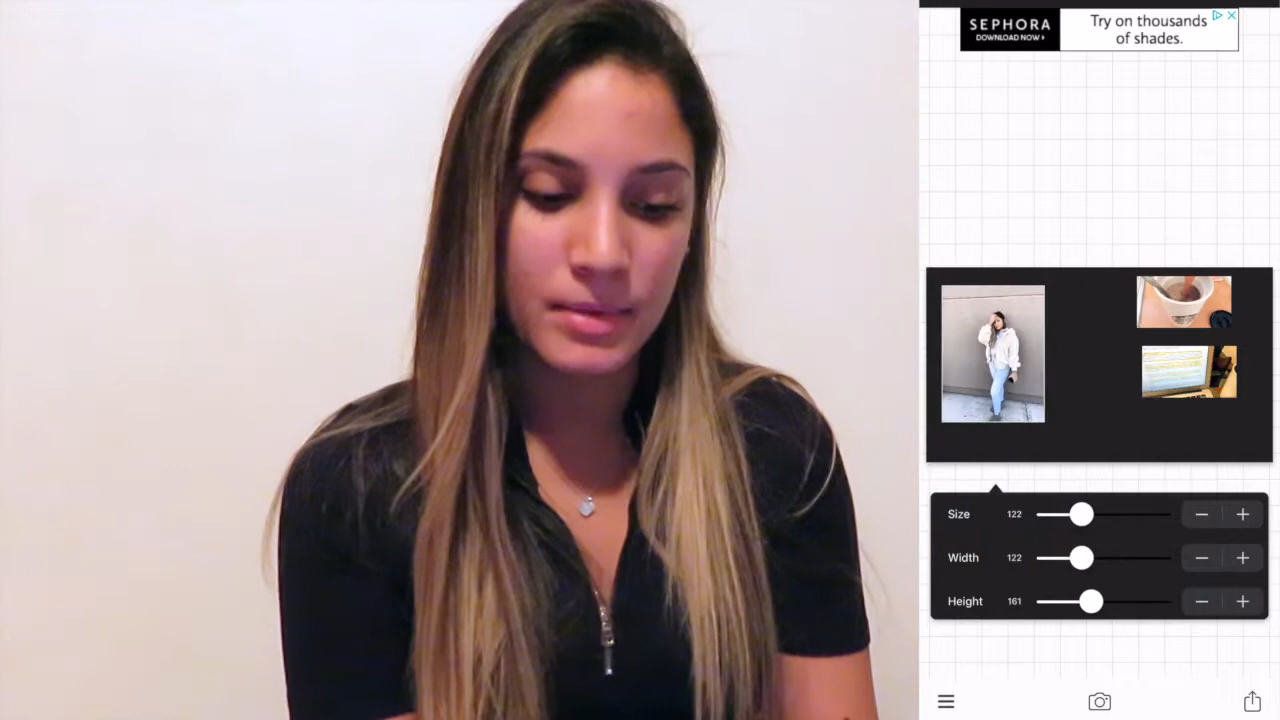 SEPHORA
DOWNLOAD NOW
Try on thousands
of shades.
Size 122
Width 122
Height 161